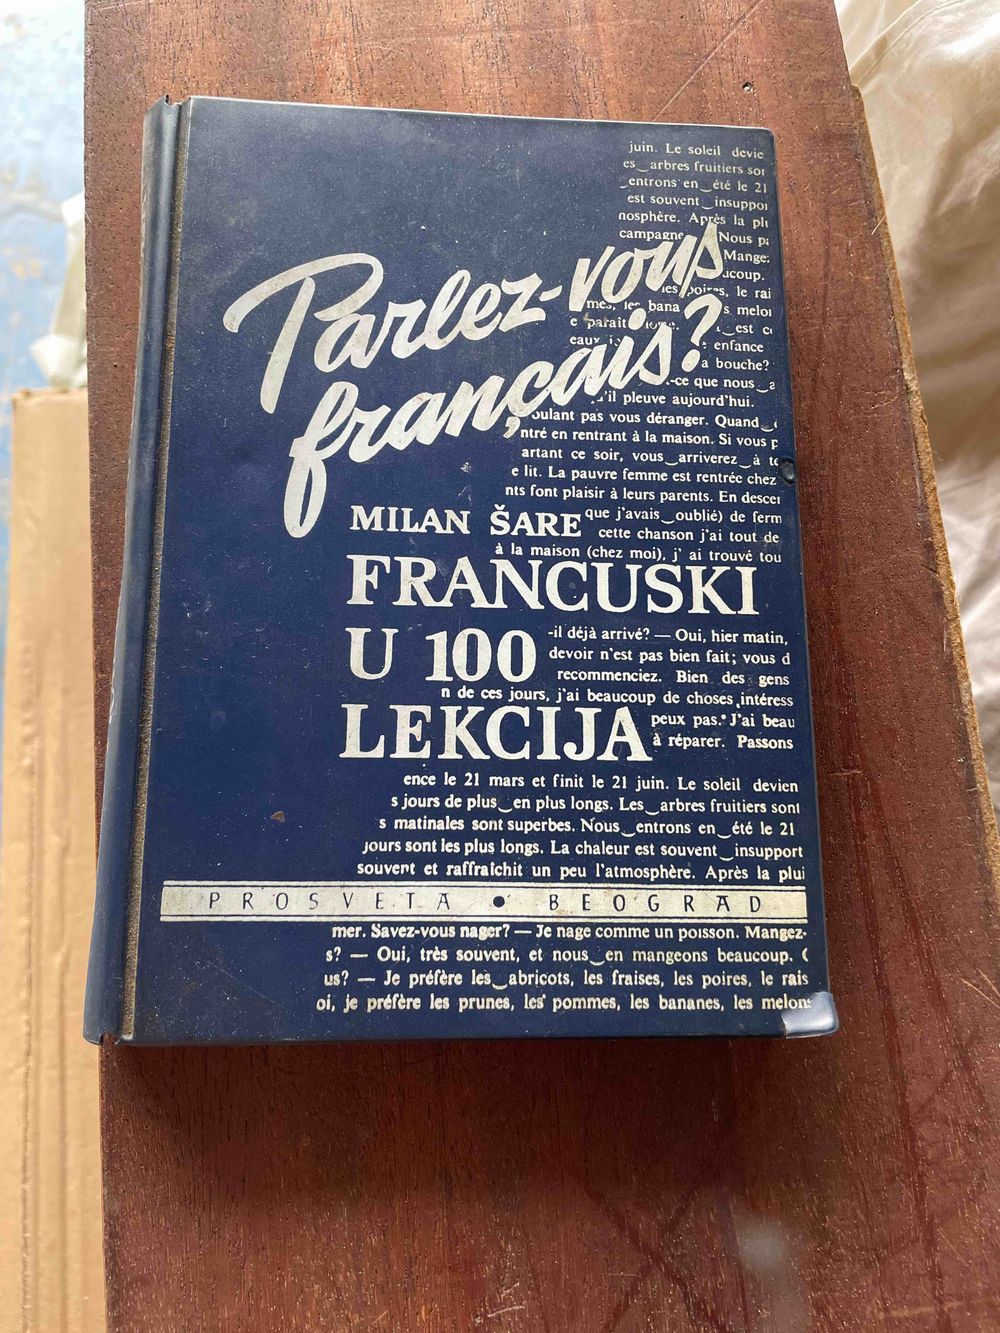 juin. Le soleil devie
es‿arbres fruitiers sor
‿entrons en‿été le 21
est souvent‿insuppor
nosphère. Après la plu
campagne Nous pa
Mangez
ucoup.
les poires, le rai
mes, les bana s melor
e paraît est
eaux enfance
a bouche?
-ce que nous‿a
'il pleuve aujourd'hui.
Parlez-vous
français?
oulant pas vous déranger. Quand
ntré en rentrant à la maison. Si vous p
artant ce soir, vous‿arriverez‿à te
e lit. La pauvre femme est rentrée chez
nts font plaisir à leurs parents. En descer
MILAN ŠARE que j'avais‿oublié) de ferm
cette chanson j'ai tout de
à la maison (chez moi), j' ai trouvé tou
FRANCUSKI
U 100
-il déjà arrivé? — Oui, hier matin,
devoir n'est pas bien fait; vous d
recommenciez. Bien des gens
n de ces jours, j'ai beaucoup de choses intéress
LEKCIJA
peux pas. J'ai beau
à réparer. Passons
ence le 21 mars et finit le 21 juin. Le soleil devien
s jours de plus‿en plus longs. Les‿arbres fruitiers sont
s matinales sont superbes. Nous‿entrons en‿été le 21
jours sont les plus longs. La chaleur est souvent‿insupport
souvent et raffraîchit un peu l'atmosphère. Après la plui
PROSVETA • BEOGRAD
mer. Savez-vous nager? — Je nage comme un poisson. Mangez-
s? — Oui, très souvent, et nous‿en mangeons beaucoup. (
us? — Je préfère les‿abricots, les fraises, les poires, le rais
oi, je préfère les prunes, les pommes, les bananes, les melons